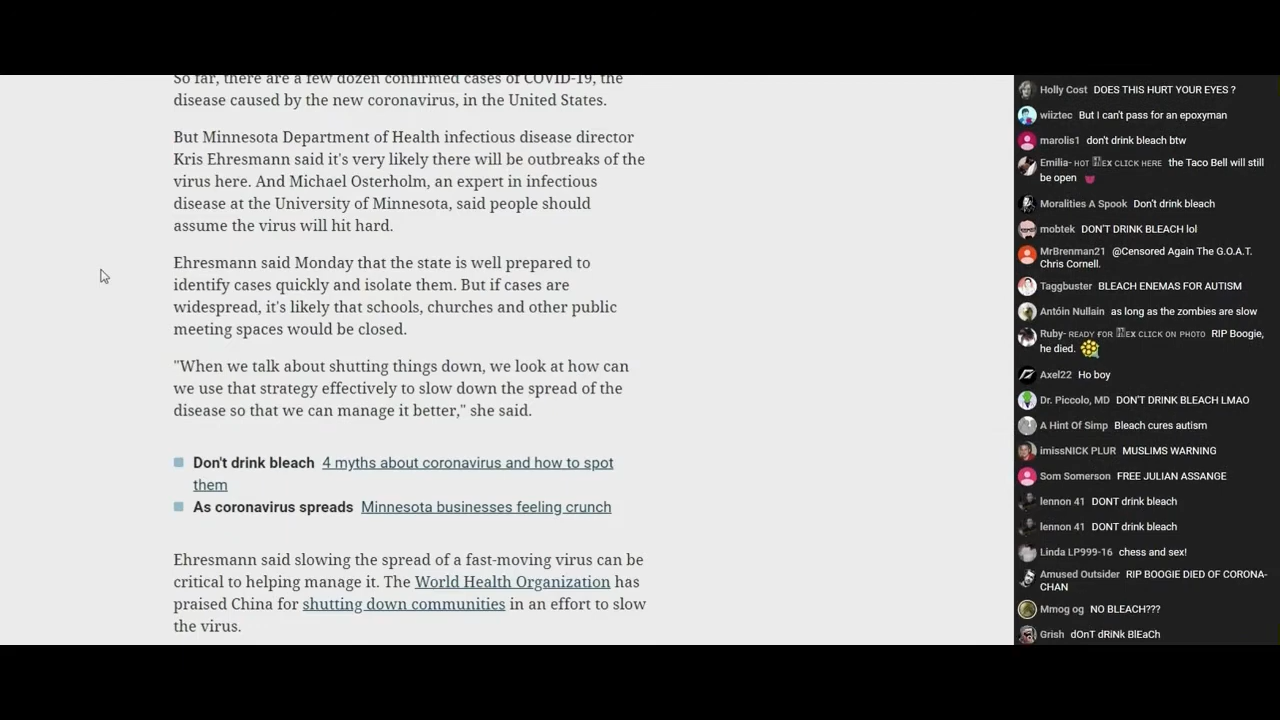 So far, there are a few dozen confirmed cases of COVID-19, the
disease caused by the new coronavirus, in the United States.
But Minnesota Department of Health infectious disease director
Kris Ehresmann said it's very likely there will be outbreaks of the
virus here. And Michael Osterholm, an expert in infectious
disease at the University of Minnesota, said people should
assume the virus will hit hard.
Ehresmann said Monday that the state is well prepared to
identify cases quickly and isolate them. But if cases are
widespread, it's likely that schools, churches and other public
meeting spaces would be closed.
"When we talk about shutting things down, we look at how can
we use that strategy effectively to slow down the spread of the
disease so that we can manage it better," she said.
Don't drink bleach 4 myths about coronavirus and how to spot
them
As coronavirus spreads Minnesota businesses feeling crunch
Ehresmann said slowing the spread of a fast-moving virus can be
critical to helping manage it. The World Health Organization has
praised China for shutting down communities in an effort to slow
the virus.
Holly Cost DOES THIS HURT YOUR EYES ?
wiiztec But I can't pass for an epoxyman
marolis1 don't drink bleach btw
Emilia- HOT EX CLICK HERE the Taco Bell will still
be open
Moralities A Spook Don't drink bleach
mobtek DON'T DRINK BLEACH lol
MrBrenman21 @Censored Again The G.O.A.T.
Chris Cornell.
Taggbuster BLEACH ENEMAS FOR AUTISM
Antóin Nullain as long as the zombies are slow
Ruby- READY FOR EX CLICK ON PHOTO RIP Boogie,
he died.
Axel22 Ho boy
Dr. Piccolo, MD DON'T DRINK BLEACH LMAO
A Hint Of Simp Bleach cures autism
imissNICK PLUR MUSLIMS WARNING
Som Somerson FREE JULIAN ASSANGE
lennon 41 DONT drink bleach
lennon 41 DONT drink bleach
Linda LP999-16 chess and sex!
Amused Outsider RIP BOOGIE DIED OF CORONA-
CHAN
Mmog og NO BLEACH???
Grish dOnT dRiNk BlEaCh